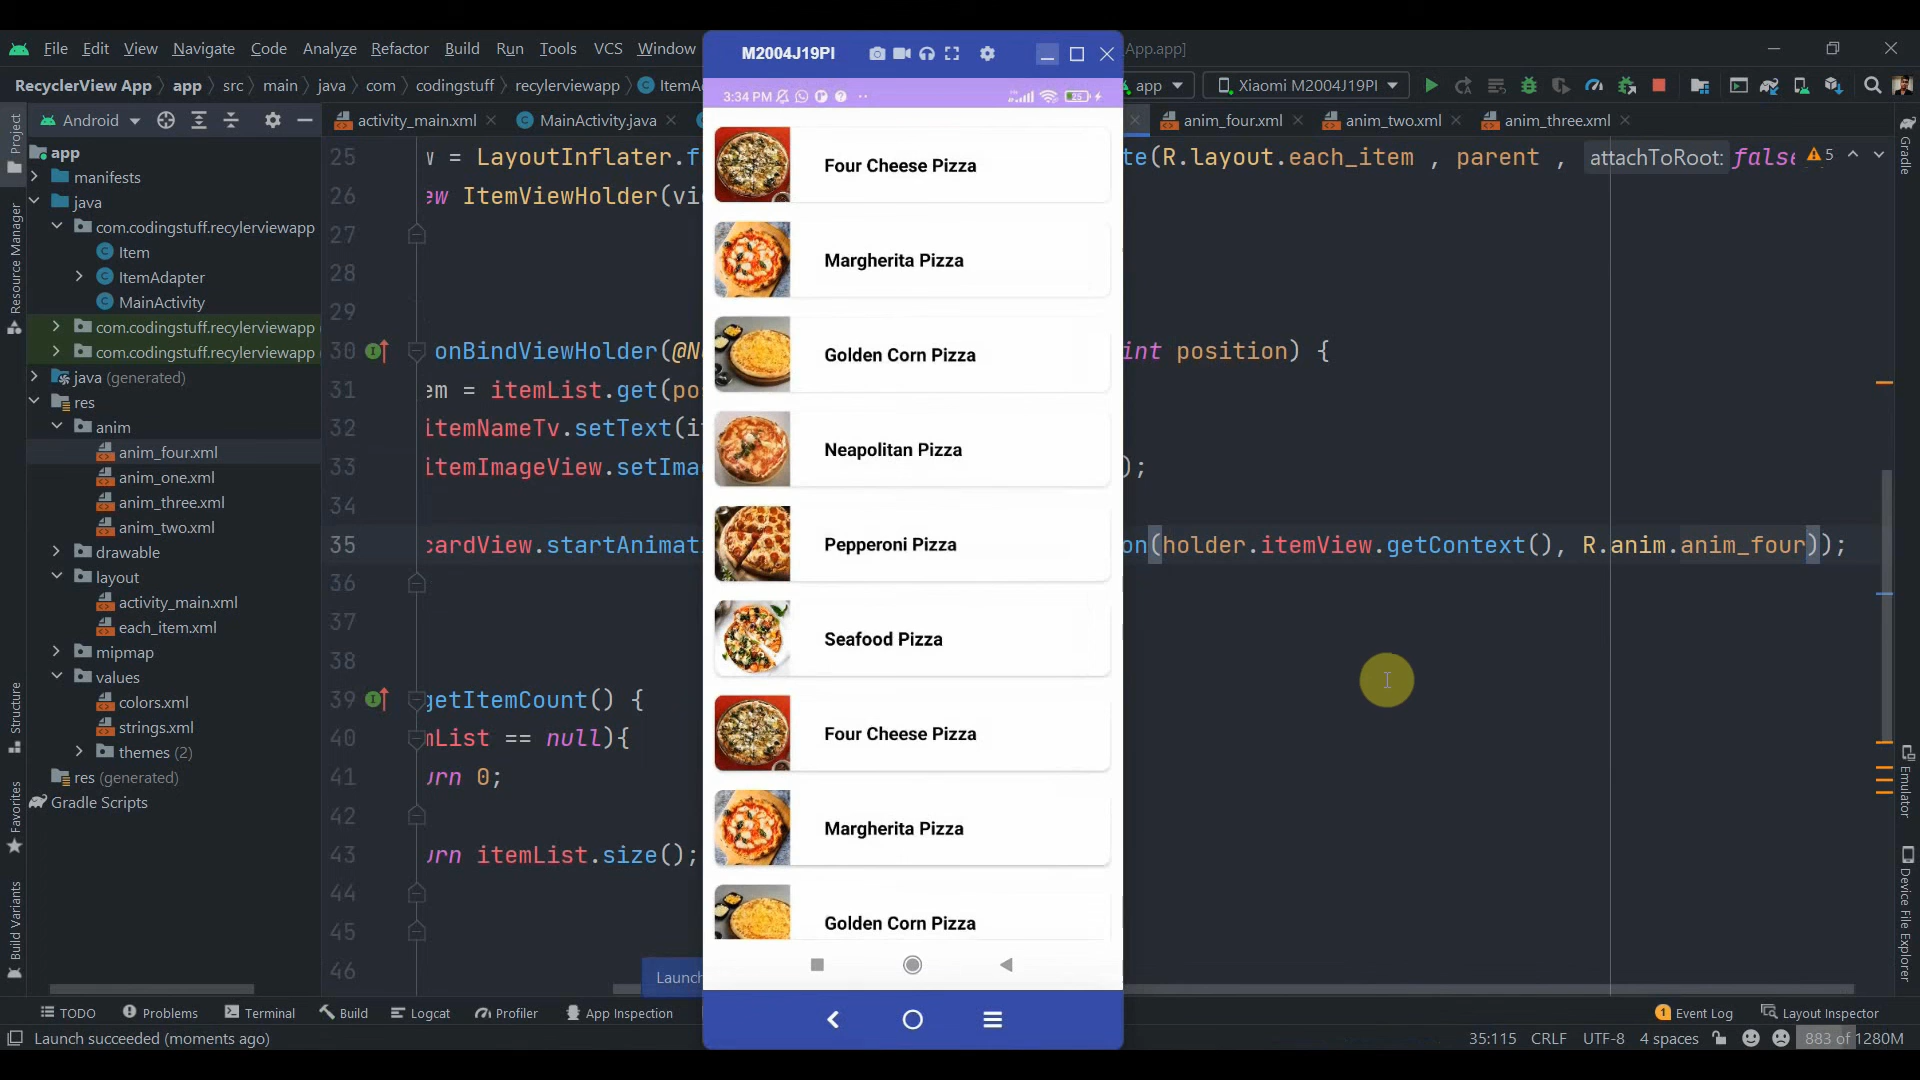 File Edit View Navigate Code Analyze Refactor Build Run Tools VCS Window
M2004J19PI
App.app]
RecyclerView App app src main java com codingstuff recylerviewapp ItemA
app
Xiaomi M2004J19PI
Android
activity_main.xml
MainActivity.java
anim_four.xml
anim_two.xml
anim_three.xml
Project
Resource Manager
Structure
Favorites
Build Variants
Gradle
Emulator
Device File Explorer
app
manifests
java
com.codingstuff.recylerviewapp
Item
ItemAdapter
MainActivity
com.codingstuff.recylerviewapp
com.codingstuff.recylerviewapp
java (generated)
res
anim
anim_four.xml
anim_one.xml
anim_three.xml
anim_two.xml
drawable
layout
activity_main.xml
each_item.xml
mipmap
values
colors.xml
strings.xml
themes (2)
res (generated)
Gradle Scripts
25 = LayoutInflater.f te(R.layout.each_item , parent , attachToRoot: false
5
26 ew ItemViewHolder(vi
27
28
29
30 onBindViewHolder(@N int position) {
31 em = itemList.get(po
32 itemNameTv.setText(i
33 itemImageView.setIma );
34
35 cardView.startAnimati on(holder.itemView.getContext(), R.anim.anim_four));
36
37
38
39 getItemCount() {
40 mList == null){
41 urn 0;
42
43 urn itemList.size();
44
45
46
3:34 PM
25
Four Cheese Pizza
Margherita Pizza
Golden Corn Pizza
Neapolitan Pizza
Pepperoni Pizza
Seafood Pizza
Four Cheese Pizza
Margherita Pizza
Golden Corn Pizza
Launch
TODO Problems Terminal Build Logcat Profiler App Inspection
1 Event Log Layout Inspector
Launch succeeded (moments ago)
35:115 CRLF UTF-8 4 spaces 883 of 1280M